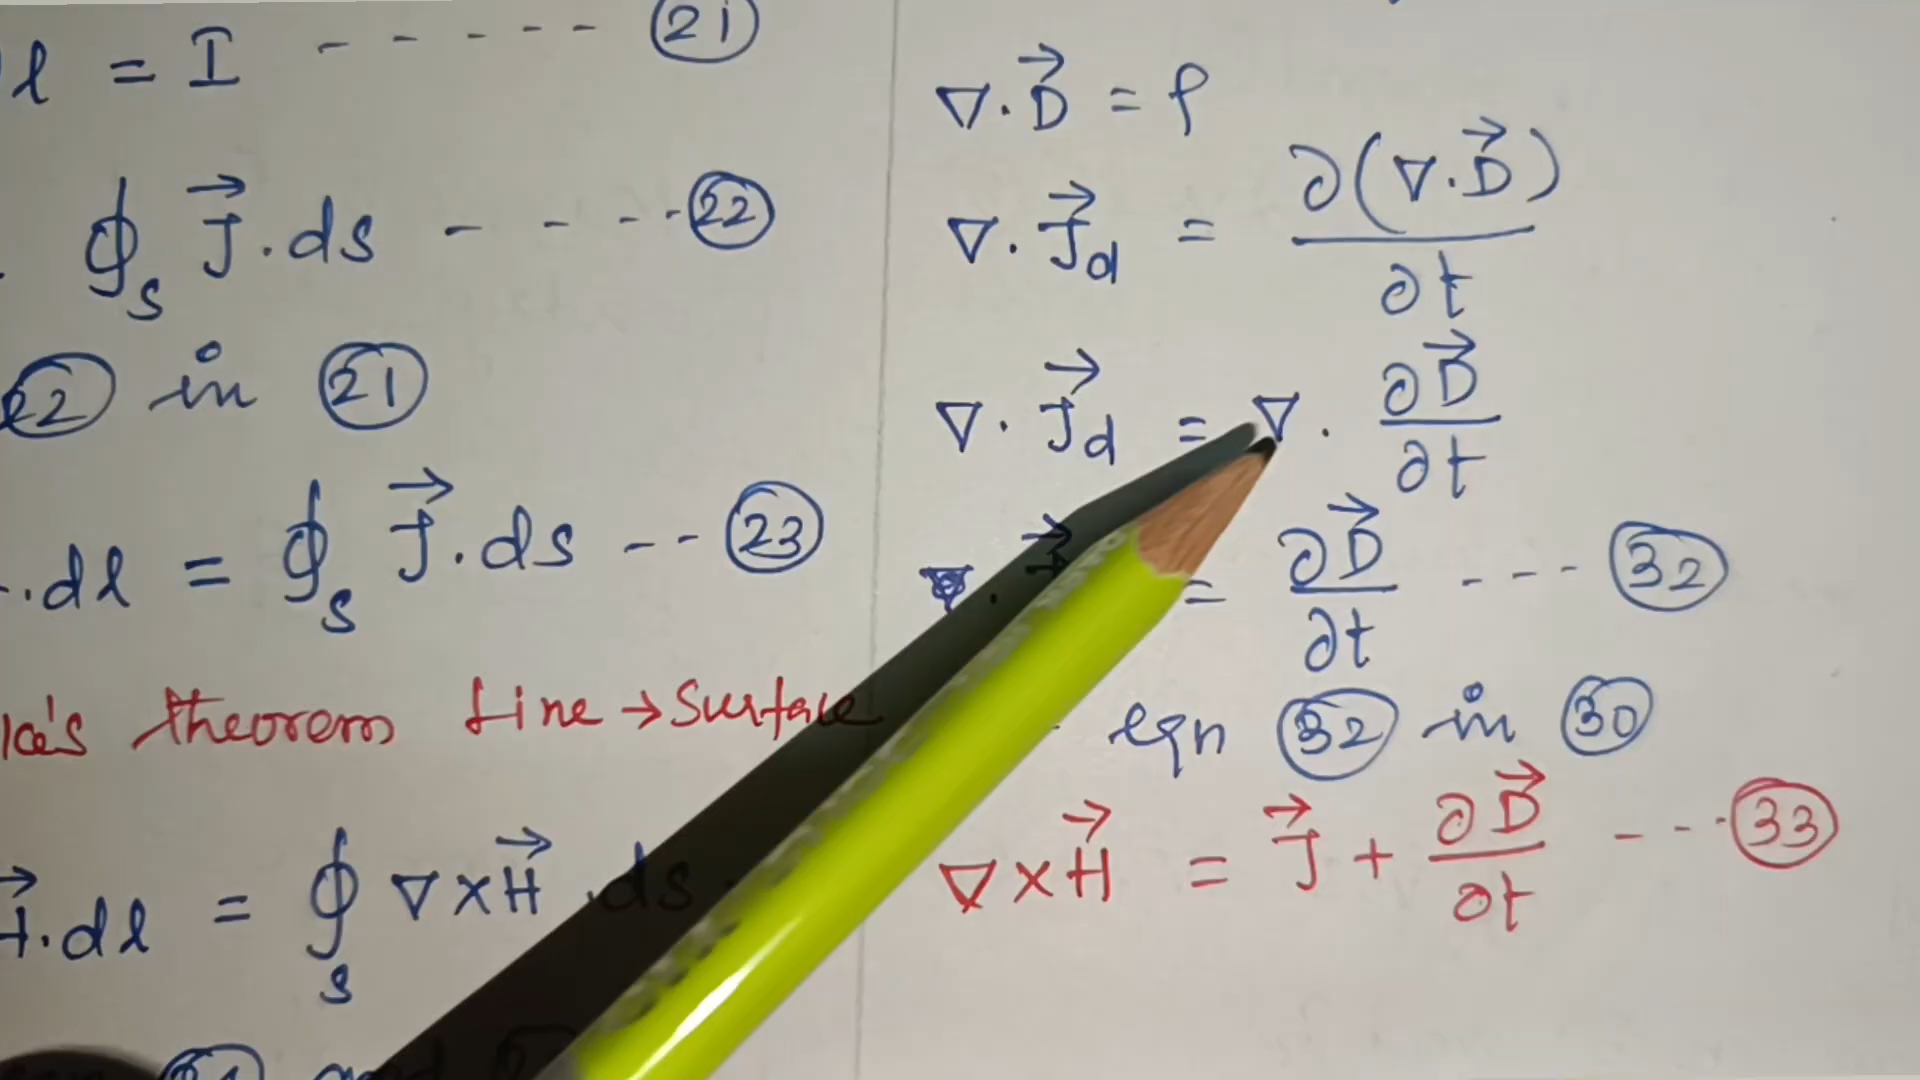 l = I ----- (21)
∮s J⃗.ds ---- (22)
(22) in (21)
.dl = ∮s J⃗.ds -- (23)
theorem Line → Surface
.dl = ∮s ∇×H⃗.ds
and
∇.D⃗ = ρ
∇.J⃗d = ∂(∇.D⃗)/∂t
∇.J⃗d = ∇.∂D⃗/∂t
= ∂D⃗/∂t --- (32)
eqn (32) in (30)
∇×H⃗ = J⃗ + ∂D⃗/∂t --- (33)